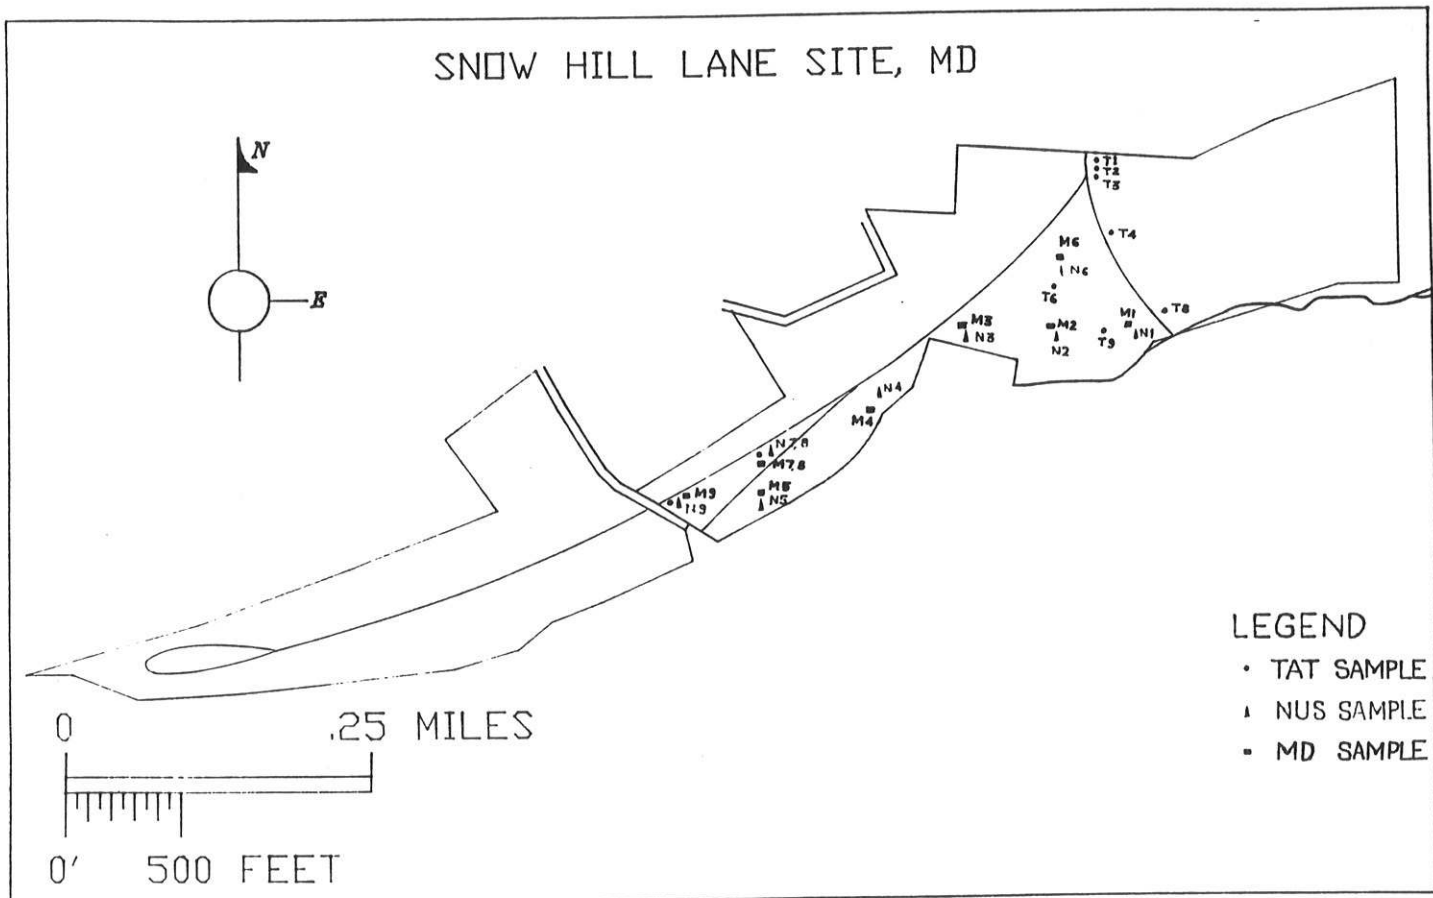 SNOW HILL LANE SITE, MD
N
E
T1
T2
T3
T4
M6
N6
T6
T8
M3
N3
M2
N2
T9
M1
N1
N4
M4
N7,8
M7,8
M9
N9
M5
N5
LEGEND
• TAT SAMPLE
NUS SAMPLE
MD SAMPLE
0 .25 MILES
0' 500 FEET